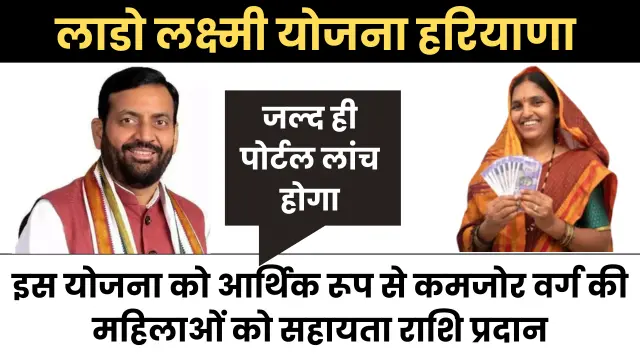 लाडो लक्ष्मी योजना हरियाणा
जल्द ही
पोर्टल लांच
होगा
इस योजना को आर्थिक रूप से कमजोर वर्ग की
महिलाओं को सहायता राशि प्रदान